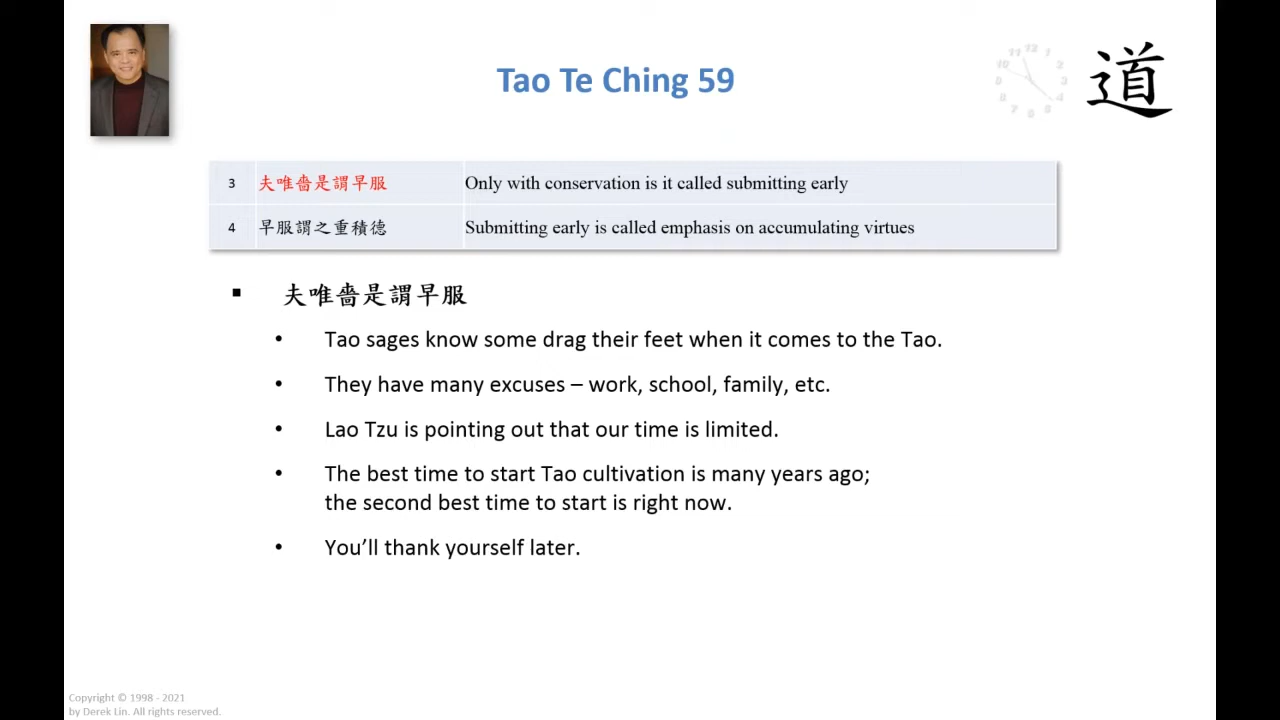 Tao Te Ching 59
道
3 夫唯嗇是謂早服 Only with conservation is it called submitting early
4 早服謂之重積德 Submitting early is called emphasis on accumulating virtues
▪ 夫唯嗇是謂早服
• Tao sages know some drag their feet when it comes to the Tao.
• They have many excuses – work, school, family, etc.
• Lao Tzu is pointing out that our time is limited.
• The best time to start Tao cultivation is many years ago;
the second best time to start is right now.
• You’ll thank yourself later.
Copyright © 1998 - 2021
by Derek Lin. All rights reserved.